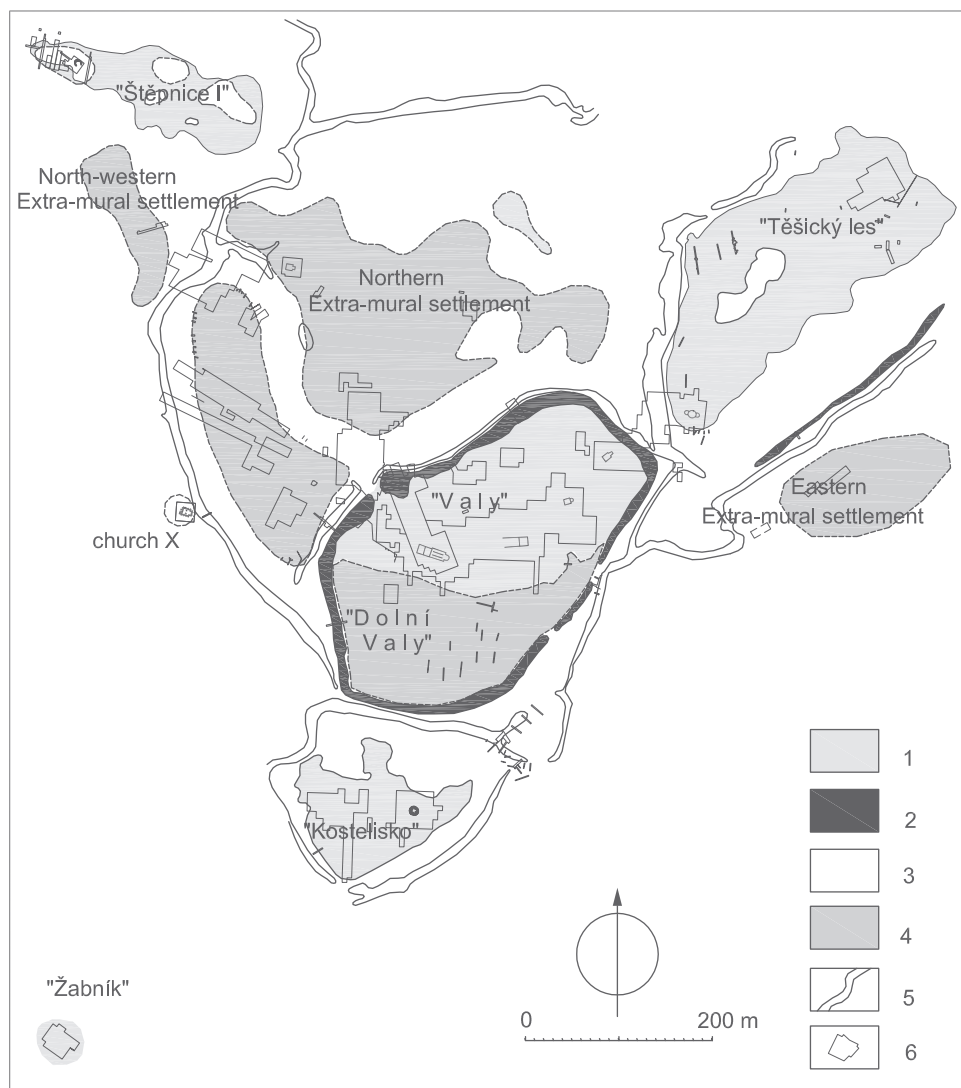 "Štěpnice I"
North-western
Extra-mural settlement
"Těšický les"
Northern
Extra-mural settlement
"V a l y"
Eastern
Extra-mural settlement
church X
"D o l n í
V a l y"
"Kostelisko"
"Žabník"
0 200 m
1
2
3
4
5
6